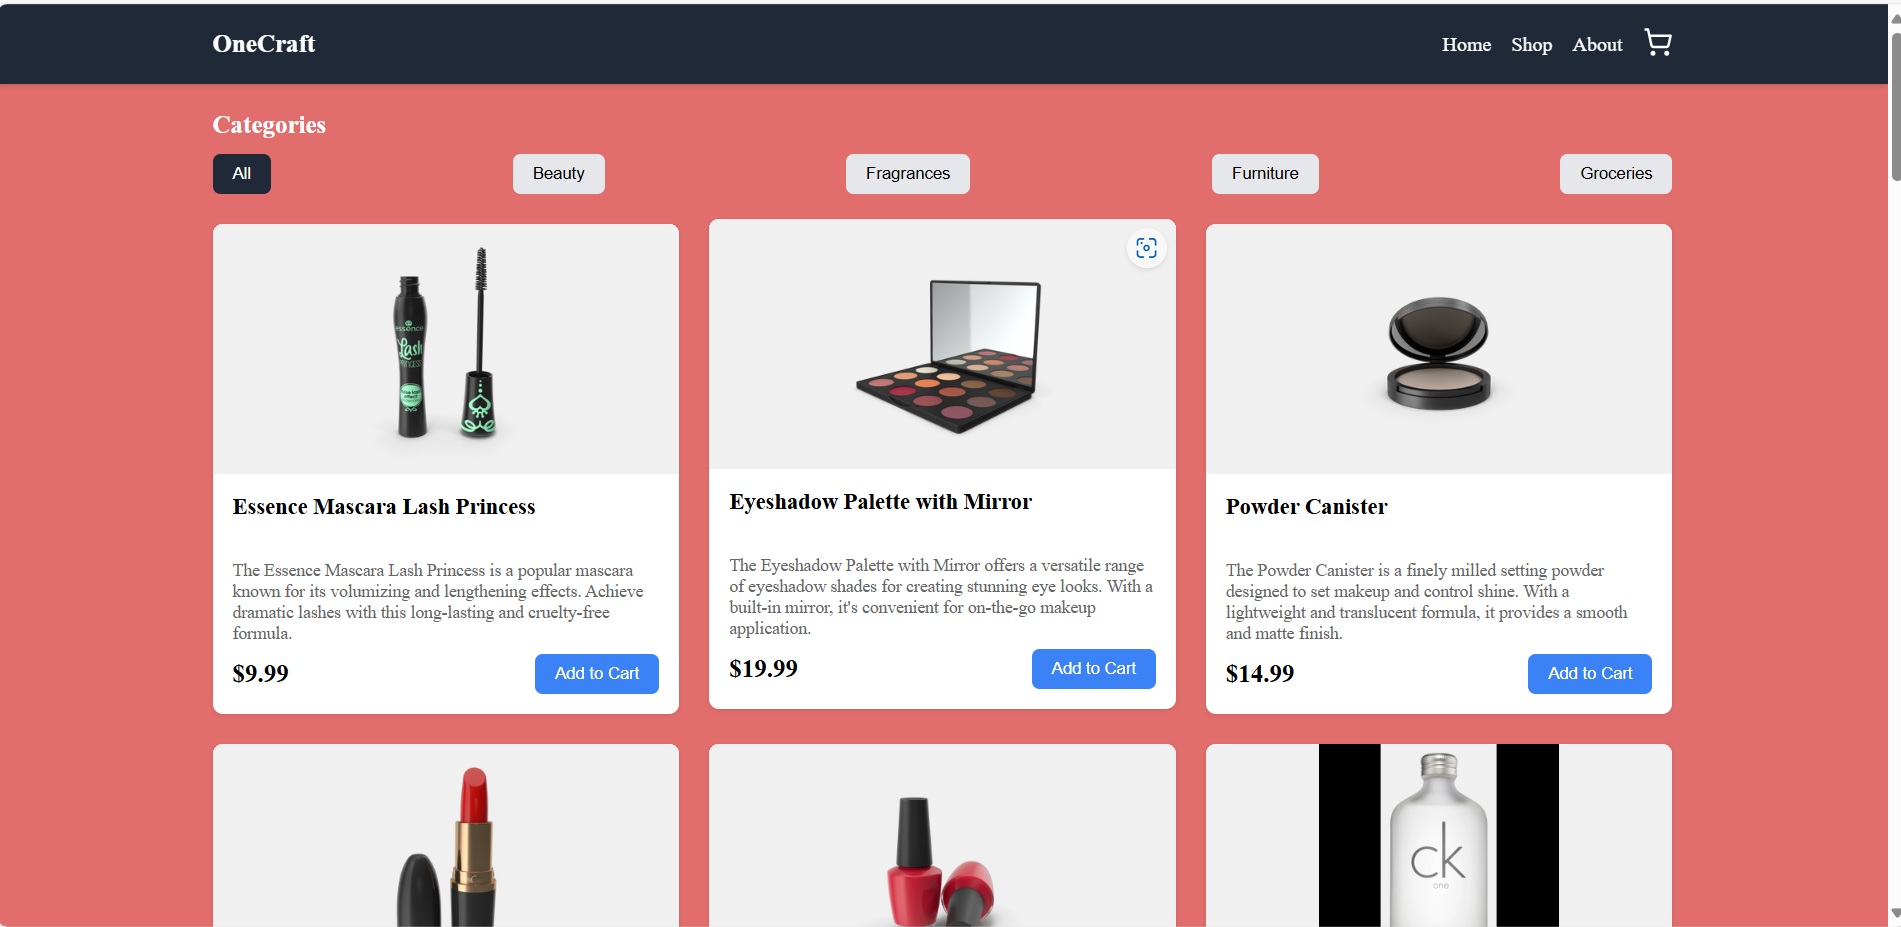 OneCraft
Home Shop About
Categories
All
Beauty
Fragrances
Furniture
Groceries
essence
Lash
PRINCESS
Essence Mascara Lash Princess
The Essence Mascara Lash Princess is a popular mascara
known for its volumizing and lengthening effects. Achieve
dramatic lashes with this long-lasting and cruelty-free
formula.
$9.99
Add to Cart
Eyeshadow Palette with Mirror
The Eyeshadow Palette with Mirror offers a versatile range
of eyeshadow shades for creating stunning eye looks. With a
built-in mirror, it's convenient for on-the-go makeup
application.
$19.99
Add to Cart
Powder Canister
The Powder Canister is a finely milled setting powder
designed to set makeup and control shine. With a
lightweight and translucent formula, it provides a smooth
and matte finish.
$14.99
Add to Cart
ck
one